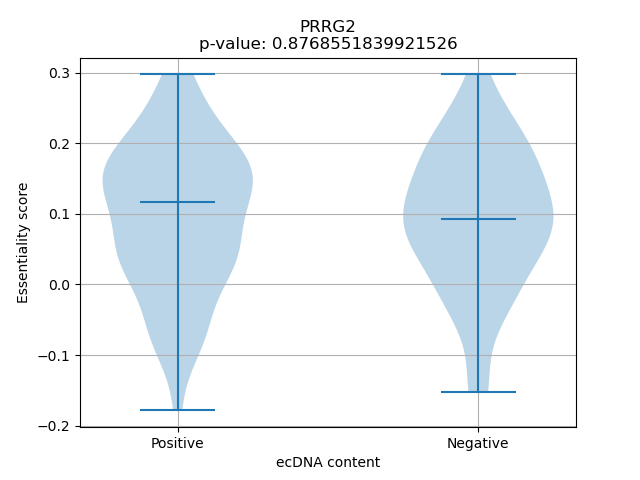 PRRG2
p-value: 0.8768551839921526
0.3
0.2
0.1
0.0
−0.1
−0.2
Essentiality score
Positive
Negative
ecDNA content